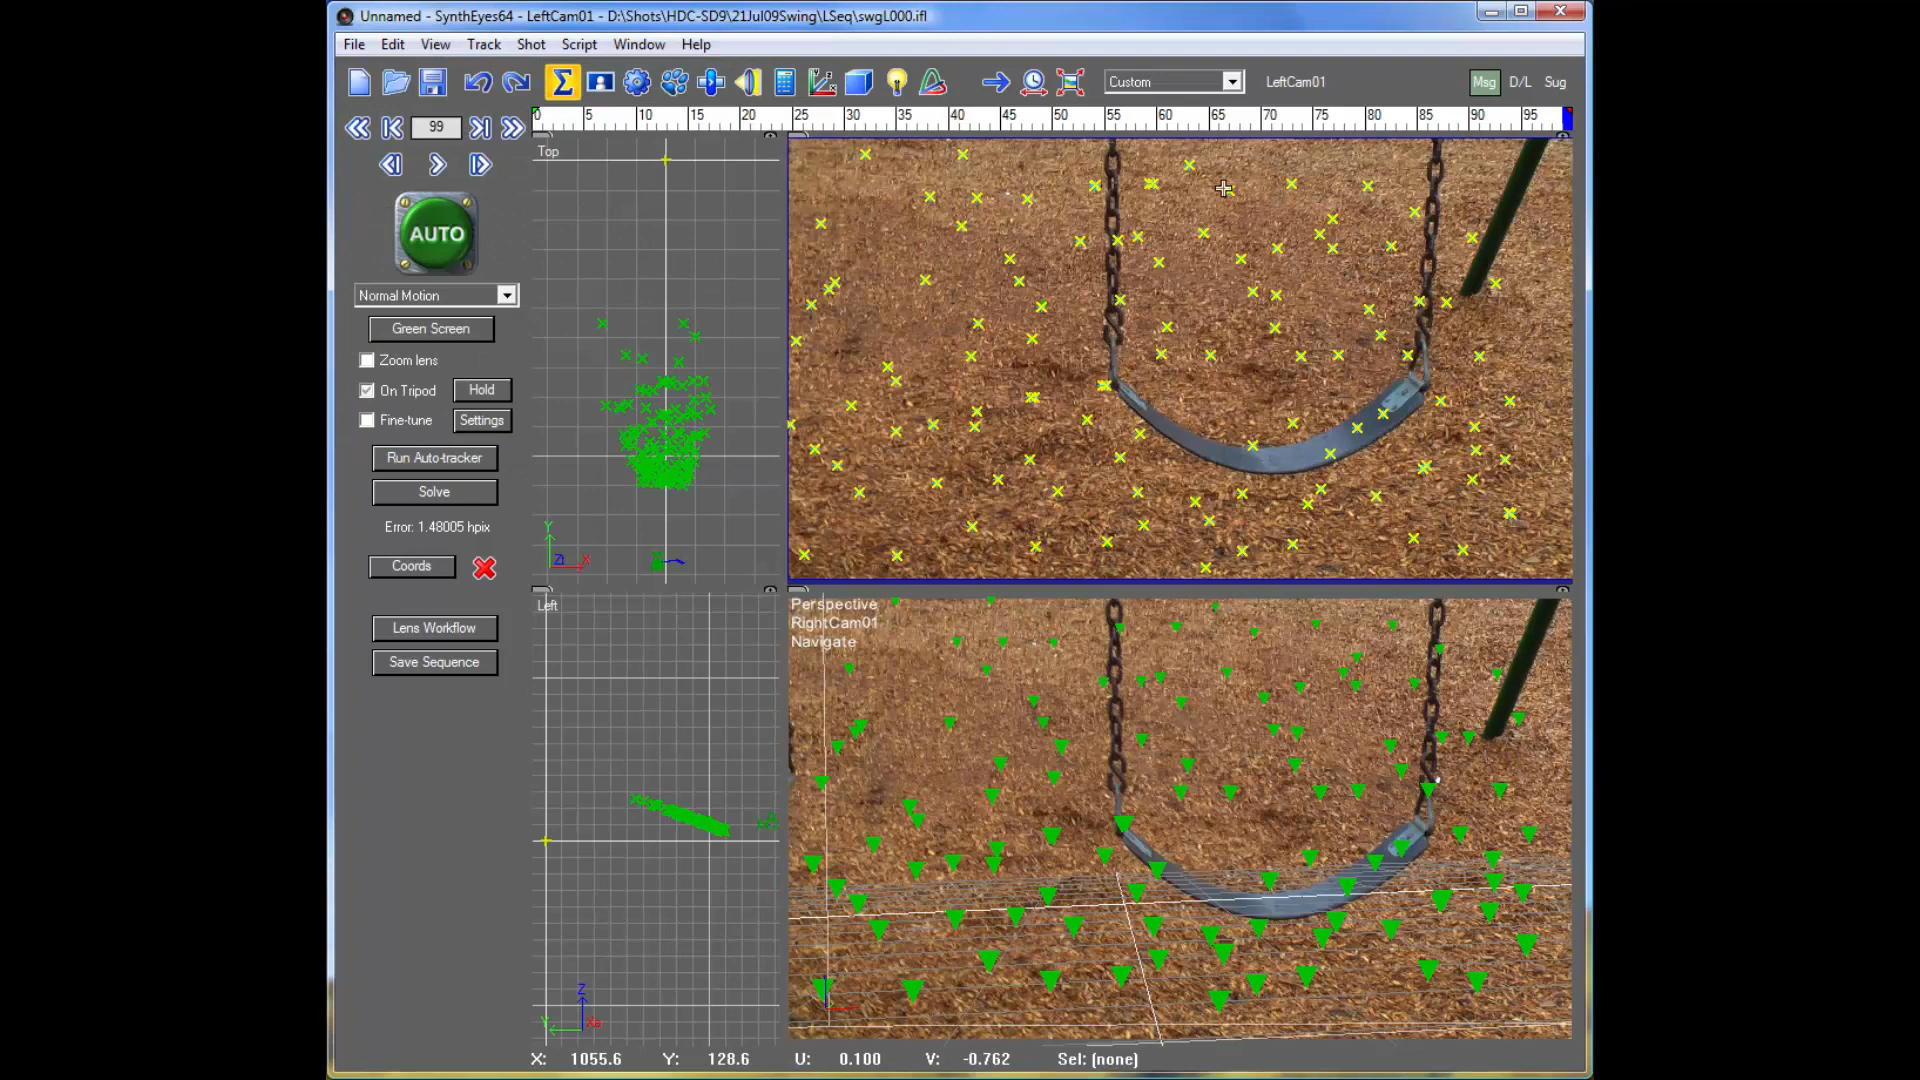 Unnamed - SynthEyes64 - LeftCam01 - D:\Shots\HDC-SD9\21Jul09Swing\LSeq\swgL000.ifl
File Edit View Track Shot Script Window Help
Custom LeftCam01 Msg D/L Sug
0 5 10 15 20 25 30 35 40 45 50 55 60 65 70 75 80 85 90 95
99
Top
AUTO
Normal Motion
Green Screen
Zoom lens
On Tripod Hold
Fine-tune Settings
Run Auto-tracker
Solve
Error: 1.48005 hpix
Coords
Y
X
Lens Workflow
Save Sequence
Left
Z
Y
Perspective
RightCam01
Navigate
X: 1055.6 Y: 128.6 U: 0.100 V: -0.762 Sel: (none)